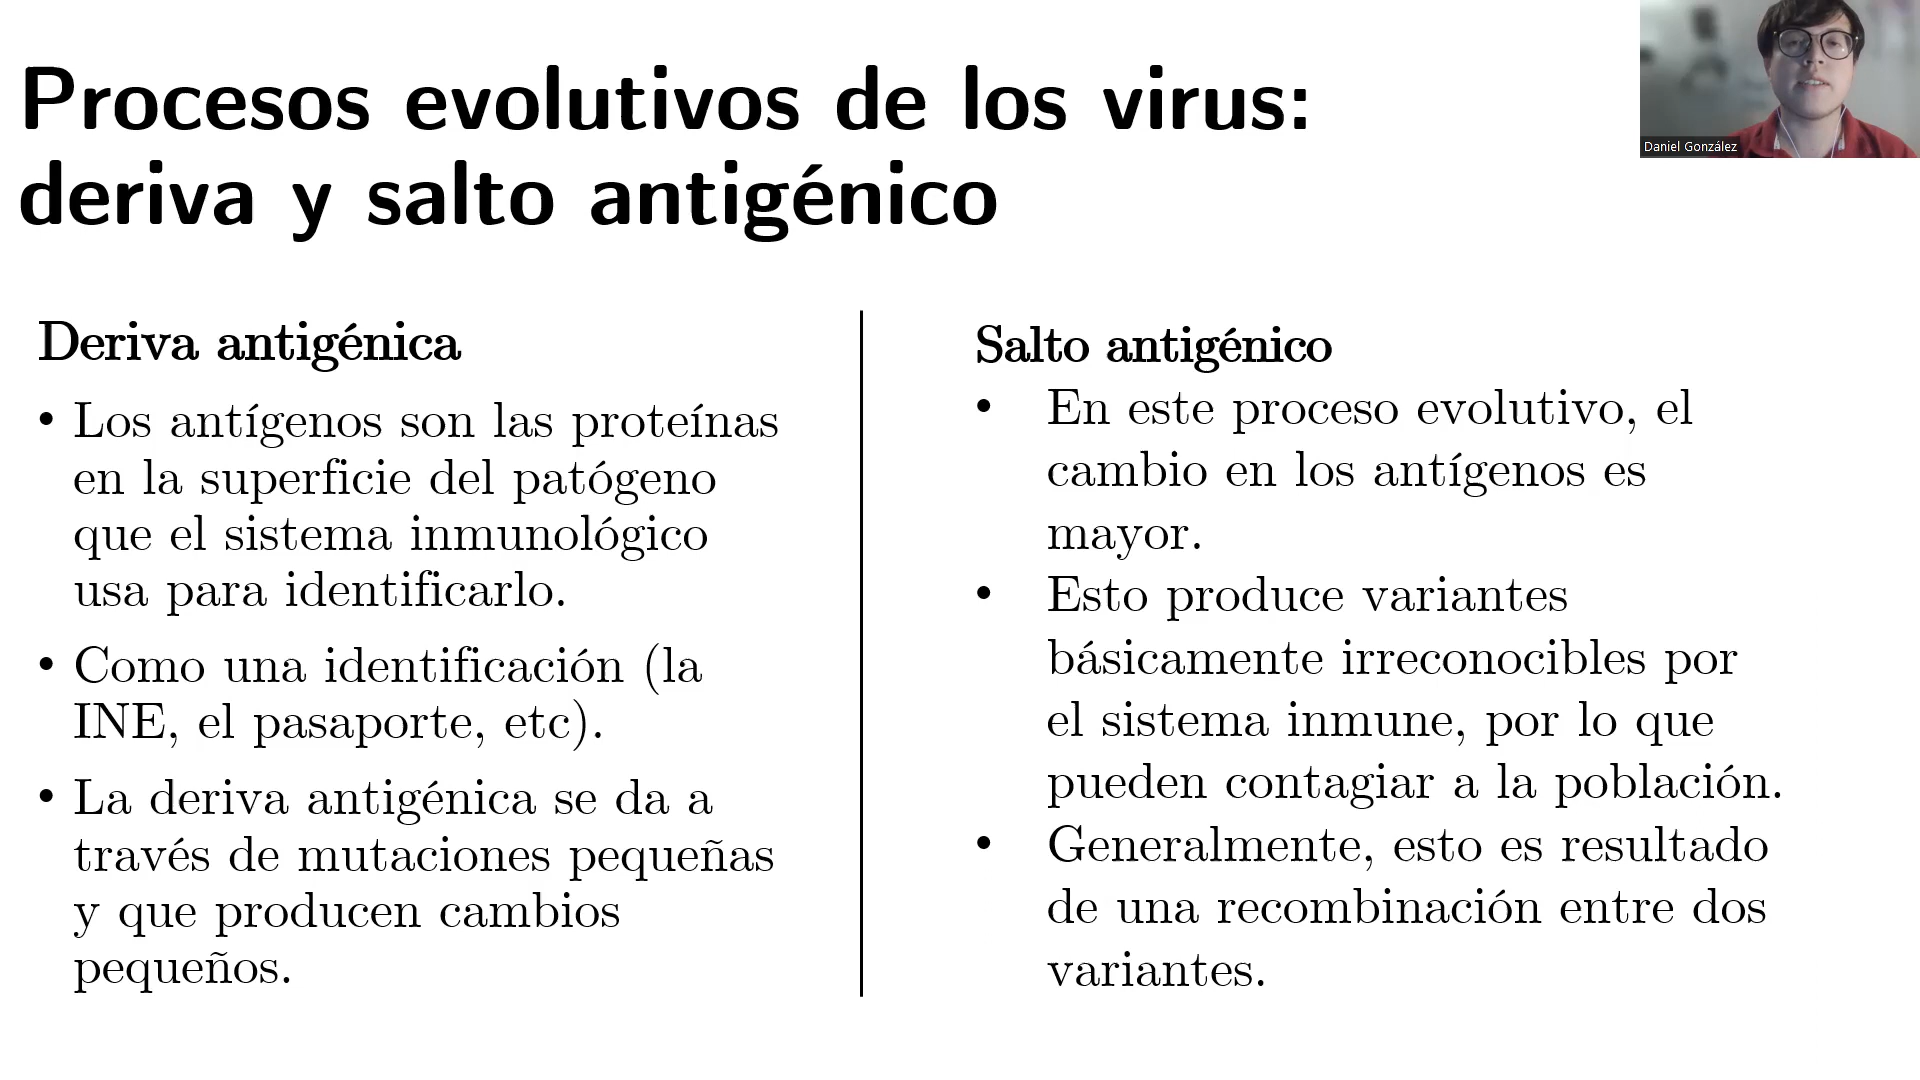 Procesos evolutivos de los virus:
deriva y salto antigénico
Daniel González
Deriva antigénica
• Los antígenos son las proteínas
en la superficie del patógeno
que el sistema inmunológico
usa para identificarlo.
• Como una identificación (la
INE, el pasaporte, etc).
• La deriva antigénica se da a
través de mutaciones pequeñas
y que producen cambios
pequeños.
Salto antigénico
• En este proceso evolutivo, el
cambio en los antígenos es
mayor.
• Esto produce variantes
básicamente irreconocibles por
el sistema inmune, por lo que
pueden contagiar a la población.
• Generalmente, esto es resultado
de una recombinación entre dos
variantes.